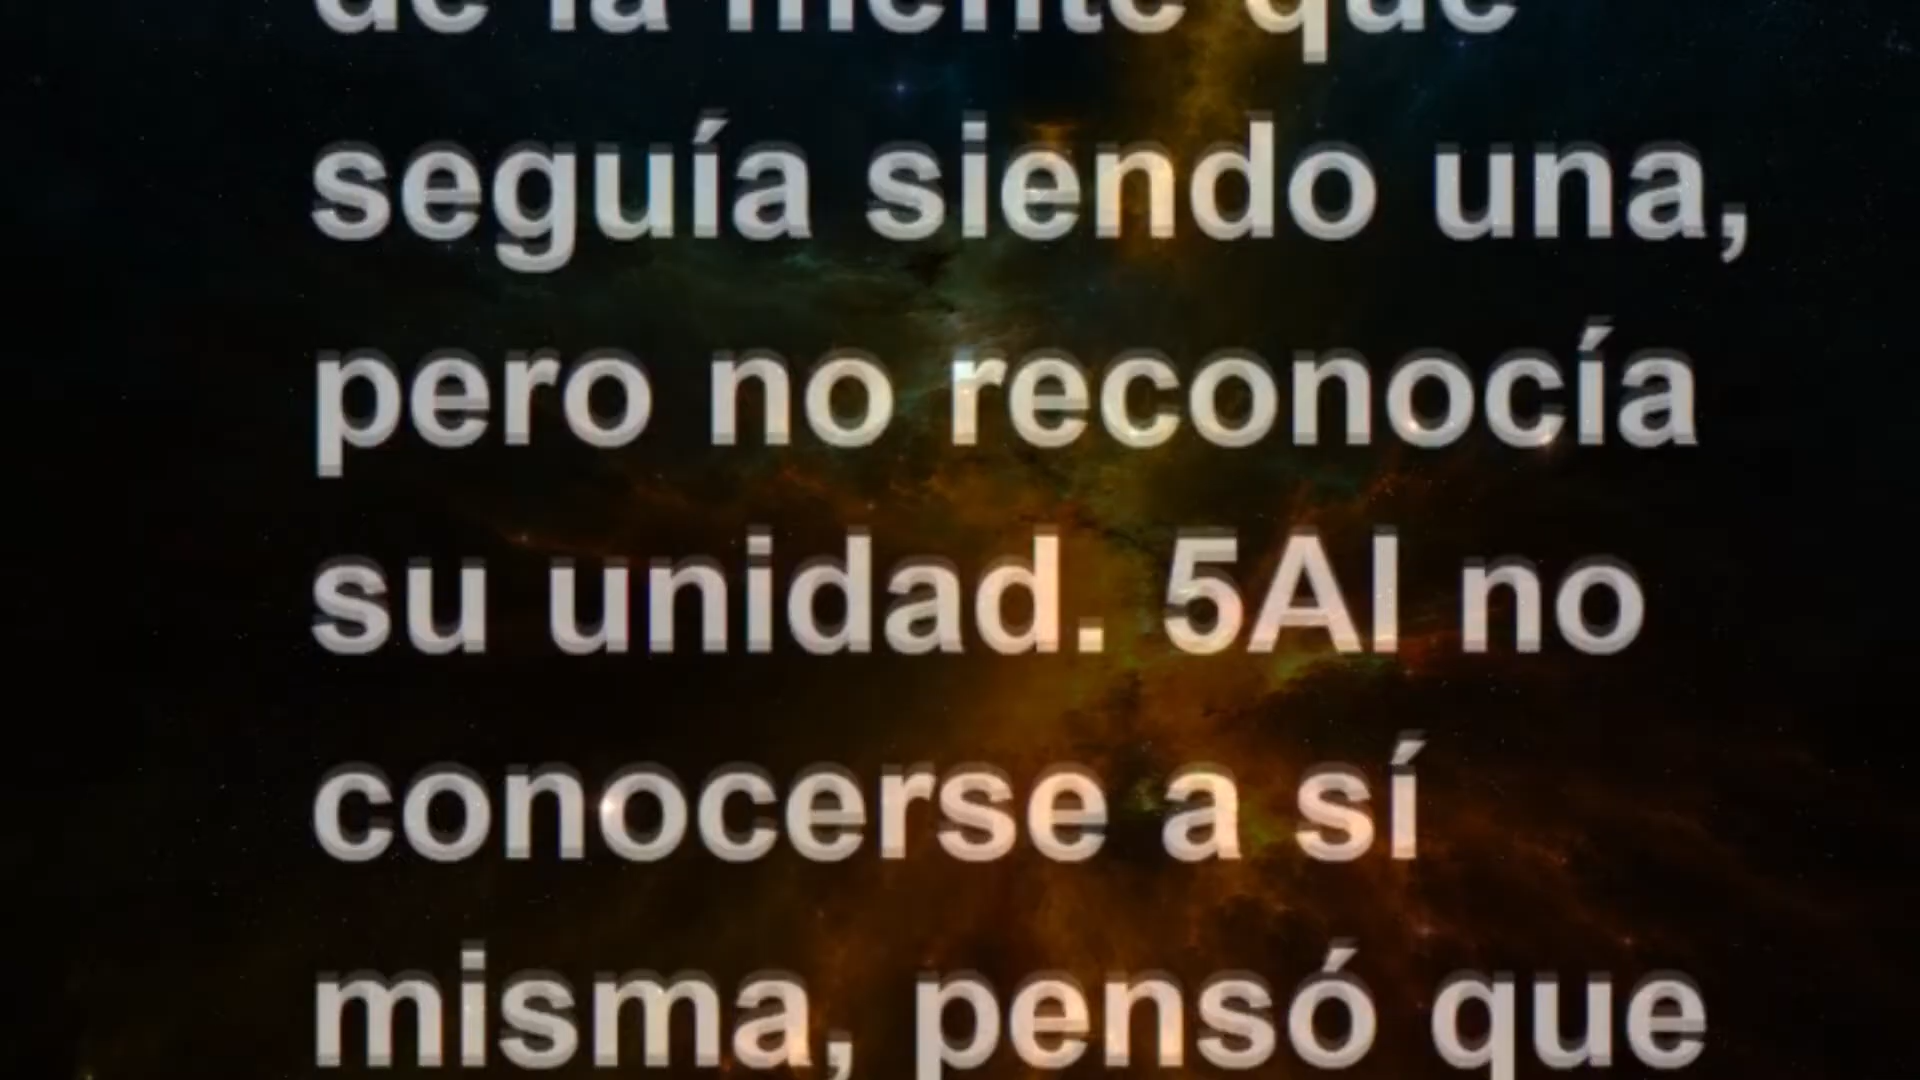 de la mente que
seguía siendo una,
pero no reconocía
su unidad. 5Al no
conocerse a sí
misma, pensó que